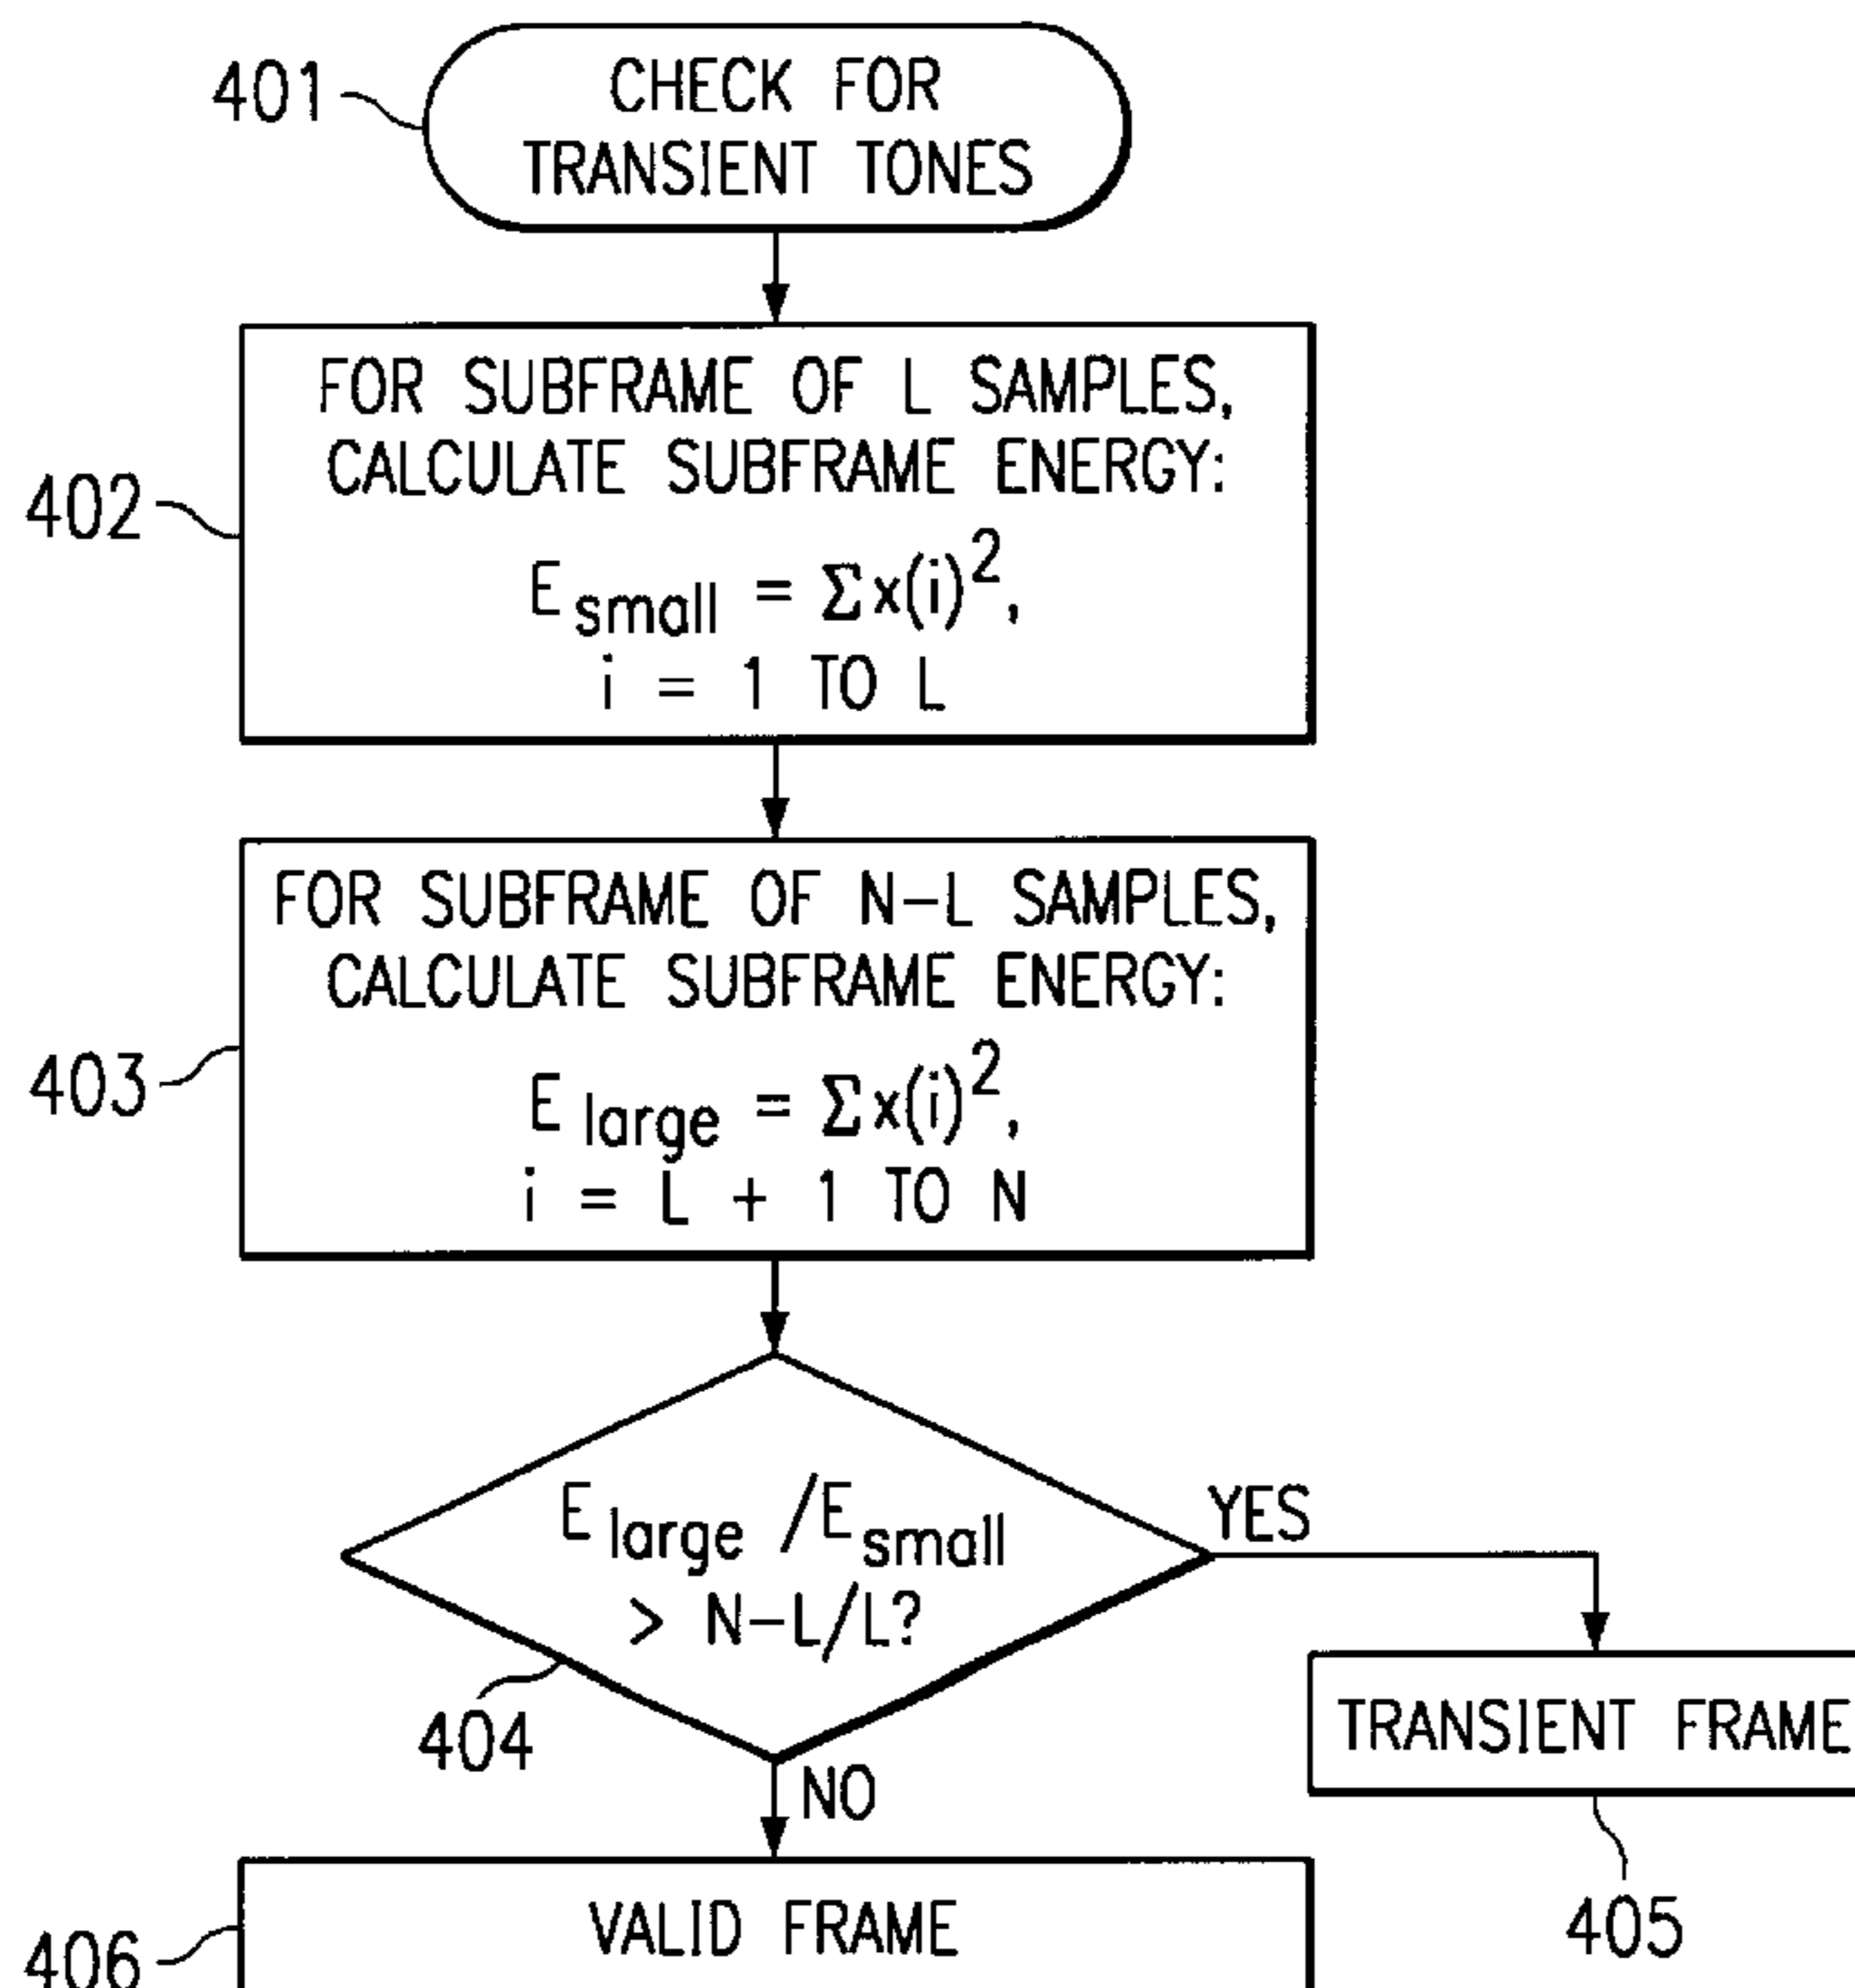 401
CHECK FOR
TRANSIENT TONES
402
FOR SUBFRAME OF L SAMPLES,
CALCULATE SUBFRAME ENERGY:
E small = Σx(i)²,
i = 1 TO L
403
FOR SUBFRAME OF N-L SAMPLES,
CALCULATE SUBFRAME ENERGY:
E large = Σx(i)²,
i = L + 1 TO N
E large /E small
> N-L/L?
YES
404
NO
TRANSIENT FRAME
405
406
VALID FRAME